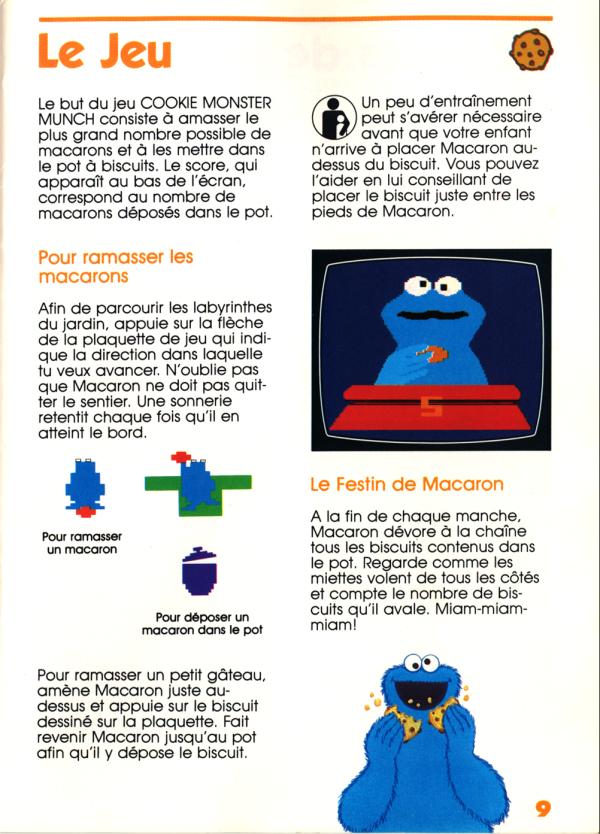 Le Jeu
Le but du jeu COOKIE MONSTER
MUNCH consiste à amasser le
plus grand nombre possible de
macarons et à les mettre dans
le pot à biscuits. Le score, qui
apparaît au bas de l'écran,
correspond au nombre de
macarons déposés dans le pot.
Pour ramasser les
macarons
Afin de parcourir les labyrinthes
du jardin, appuie sur la flèche
de la plaquette de jeu qui indi-
que la direction dans laquelle
tu veux avancer. N'oublie pas
que Macaron ne doit pas quit-
ter le sentier. Une sonnerie
retentit chaque fois qu'il en
atteint le bord.
Pour ramasser
un macaron
Pour déposer un
macaron dans le pot
Pour ramasser un petit gâteau,
amène Macaron juste au-
dessus et appuie sur le biscuit
dessiné sur la plaquette. Fait
revenir Macaron jusqu'au pot
afin qu'il y dépose le biscuit.
Un peu d'entraînement
peut s'avérer nécessaire
avant que votre enfant
n'arrive à placer Macaron au-
dessus du biscuit. Vous pouvez
l'aider en lui conseillant de
placer le biscuit juste entre les
pieds de Macaron.
5
Le Festin de Macaron
A la fin de chaque manche,
Macaron dévore à la chaîne
tous les biscuits contenus dans
le pot. Regarde comme les
miettes volent de tous les côtés
et compte le nombre de bis-
cuits qu'il avale. Miam-miam-
miam!
9